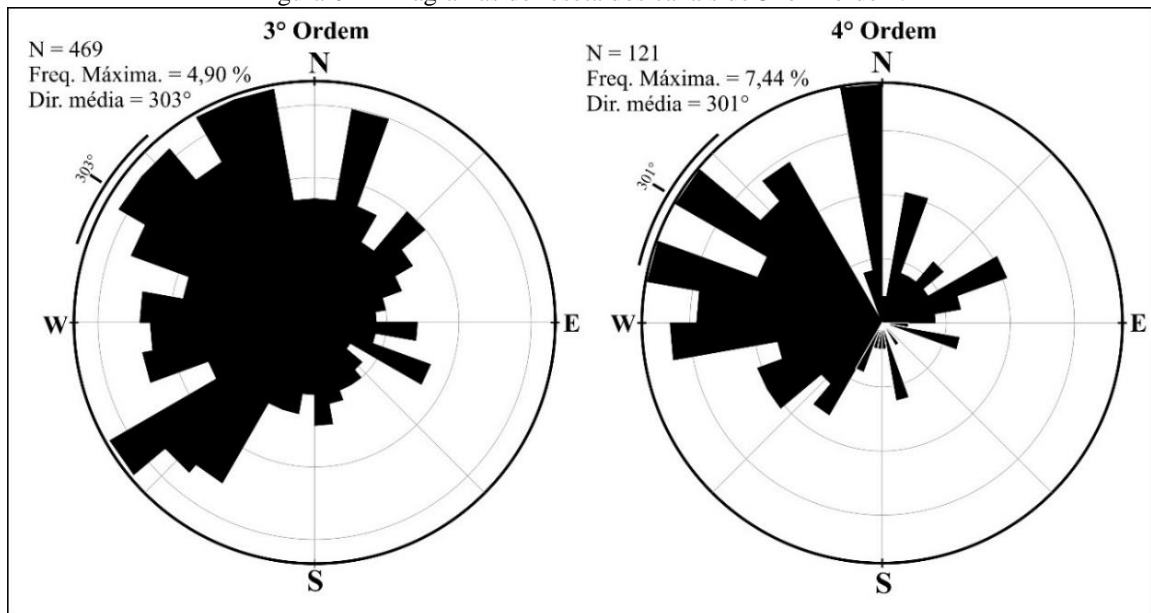 3° Ordem
N = 469
Freq. Máxima. = 4,90 %
Dir. média = 303°
N
303°
W
E
S
4° Ordem
N = 121
Freq. Máxima. = 7,44 %
Dir. média = 301°
N
301°
W
E
S